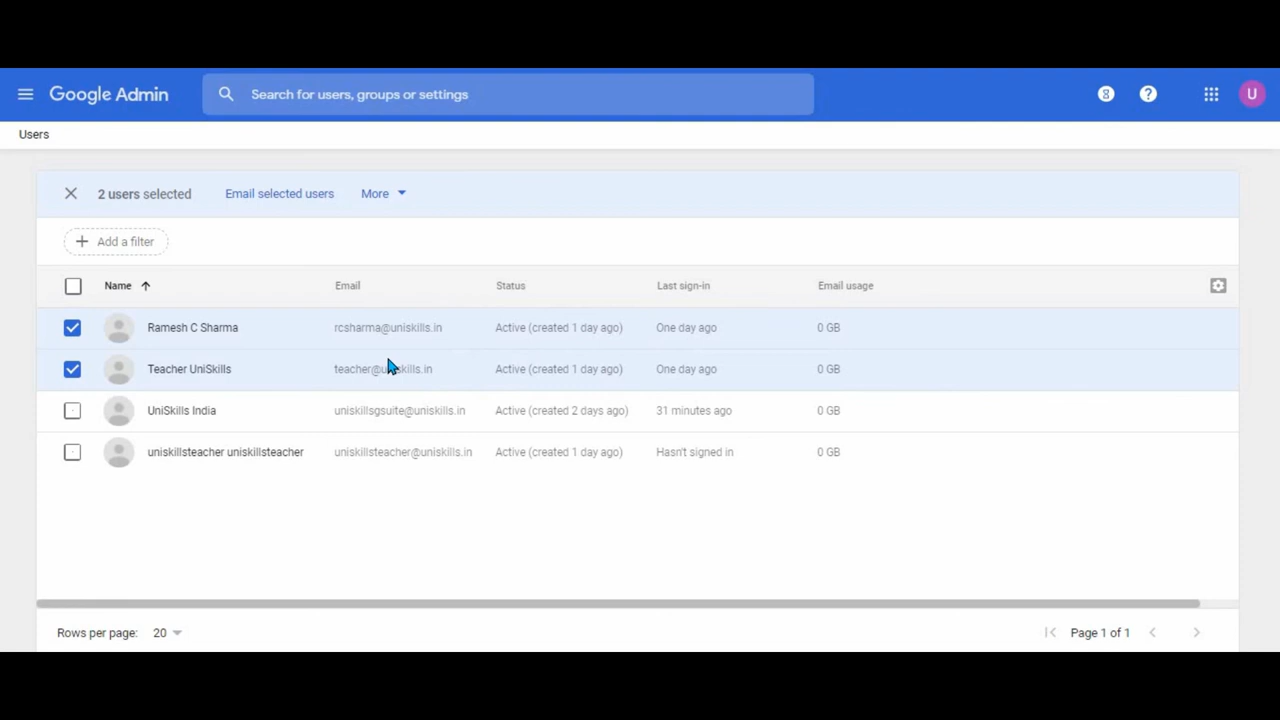 Google Admin
Search for users, groups or settings
U
Users
2 users selected Email selected users More
Add a filter
Name Email Status Last sign-in Email usage
Ramesh C Sharma rcsharma@uniskills.in Active (created 1 day ago) One day ago 0 GB
Teacher UniSkills teacher@uniskills.in Active (created 1 day ago) One day ago 0 GB
UniSkills India uniskillsgsuite@uniskills.in Active (created 2 days ago) 31 minutes ago 0 GB
uniskillsteacher uniskillsteacher uniskillsteacher@uniskills.in Active (created 1 day ago) Hasn't signed in 0 GB
Rows per page: 20 Page 1 of 1